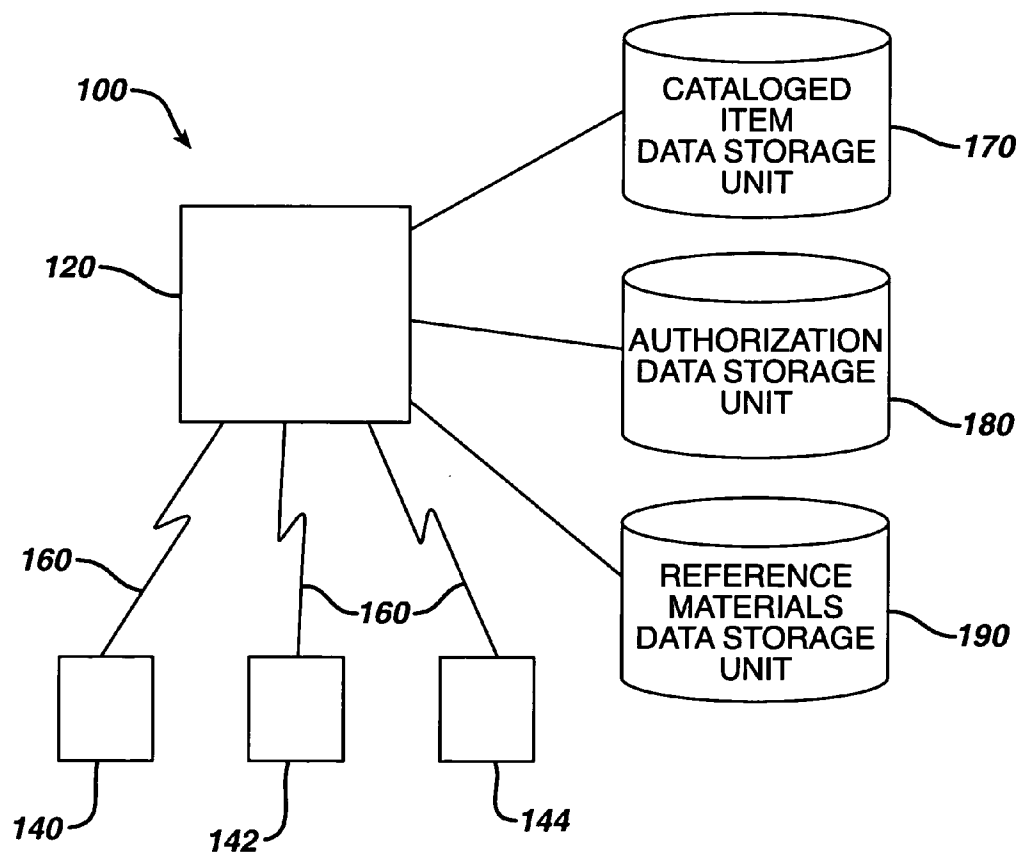 100
CATALOGED
ITEM
DATA STORAGE
UNIT
170
120
AUTHORIZATION
DATA STORAGE
UNIT
180
160
160
REFERENCE
MATERIALS
DATA STORAGE
UNIT
190
140
142
144